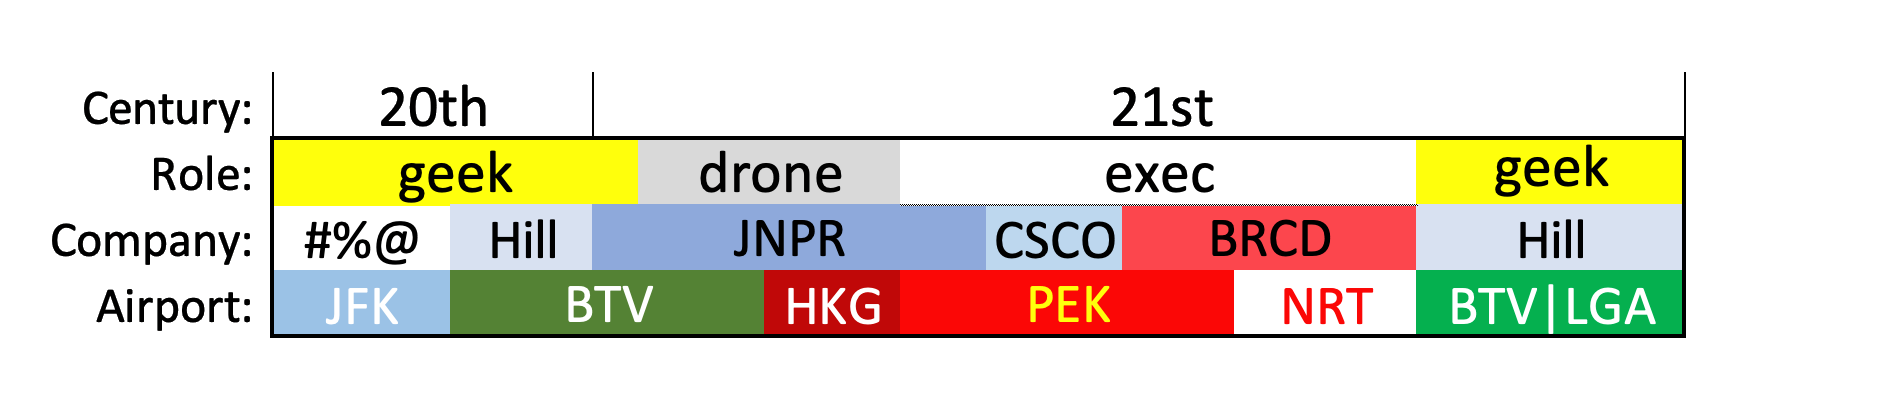 Century: 20th 21st
Role: geek drone exec geek
Company: #%@ Hill JNPR CSCO BRCD Hill
Airport: JFK BTV HKG PEK NRT BTV|LGA